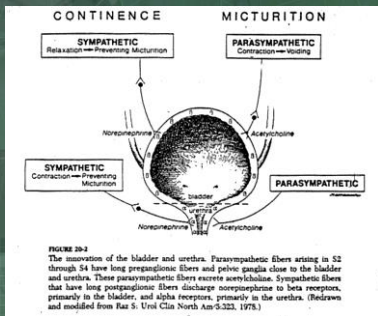 CONTINENCE
MICTURITION
SYMPATHETIC
Relaxation→Preventing Micturition
PARASYMPATHETIC
Contraction→Voiding
Norepinephrine
Acetylcholine
SYMPATHETIC
Contraction→Preventing
Micturition
PARASYMPATHETIC
bladder
urethra
Norepinephrine
Acetylcholine
FIGURE 20-2
The innovation of the bladder and urethra. Parasympathetic fibers arising in S2
through S4 have long preganglionic fibers and pelvic ganglia close to the bladder
and urethra. These parasympathetic fibers excrete acetylcholine. Sympathetic fibers
that have long postganglionic fibers discharge norepinephrine to beta receptors,
primarily in the bladder, and alpha receptors, primarily in the urethra. (Redrawn
and modified from Raz S: Urol Clin North Am 5:323, 1978.)